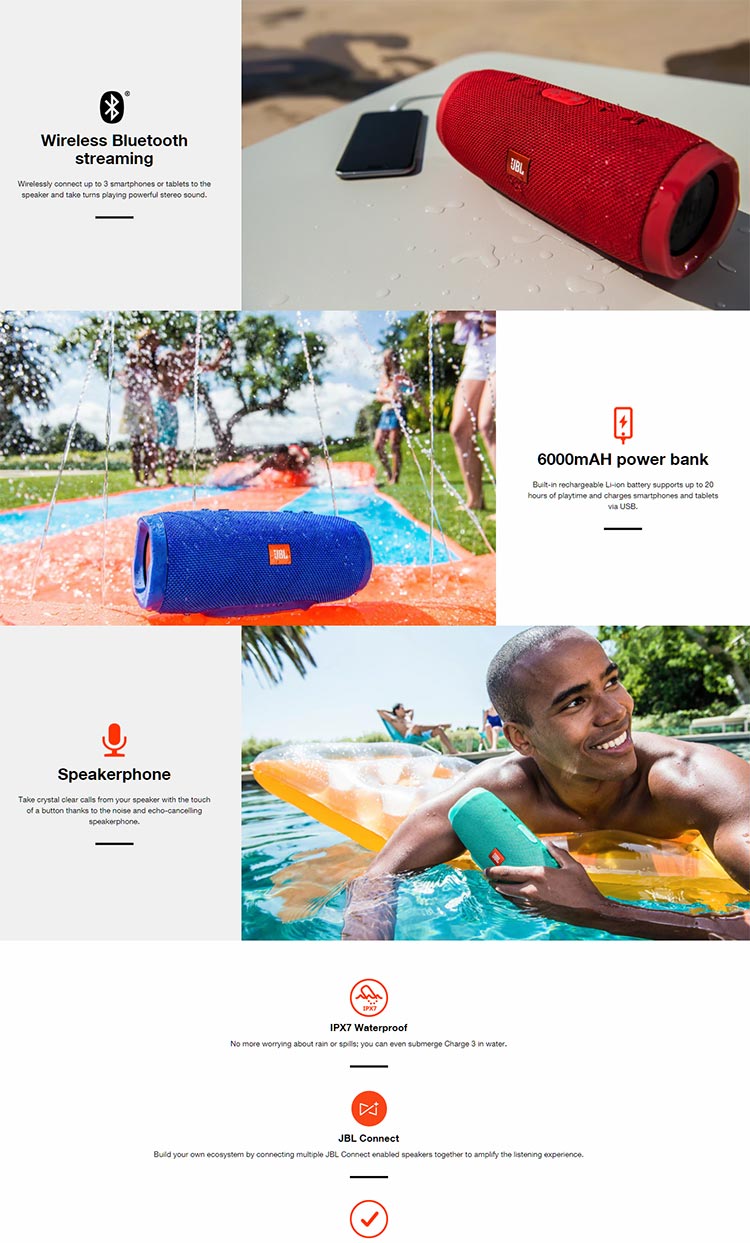 ®
Wireless Bluetooth
streaming
Wirelessly connect up to 3 smartphones or tablets to the
speaker and take turns playing powerful stereo sound.
JBL
JBL
6000mAH power bank
Built-in rechargeable Li-ion battery supports up to 20
hours of playtime and charges smartphones and tablets
via USB.
Speakerphone
Take crystal clear calls from your speaker with the touch
of a button thanks to the noise and echo-cancelling
speakerphone.
JBL
IPX7
IPX7 Waterproof
No more worrying about rain or spills; you can even submerge Charge 3 in water.
JBL Connect
Build your own ecosystem by connecting multiple JBL Connect enabled speakers together to amplify the listening experience.